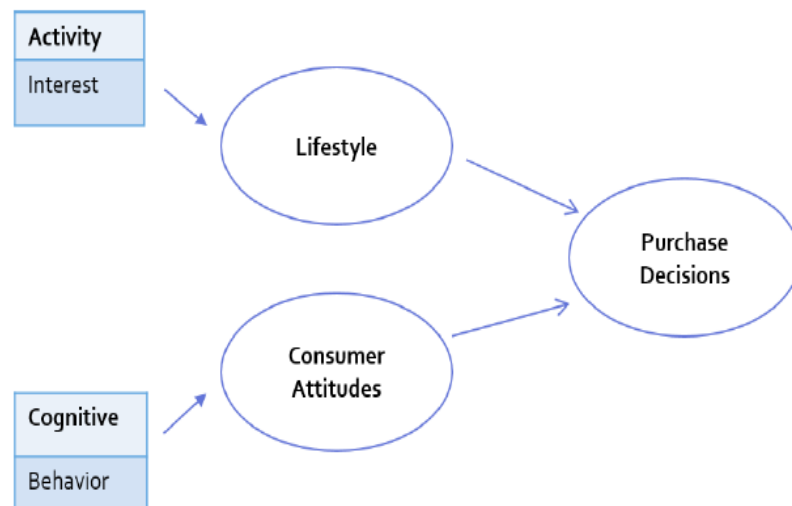 Activity
Interest
Lifestyle
Purchase
Decisions
Consumer
Attitudes
Cognitive
Behavior